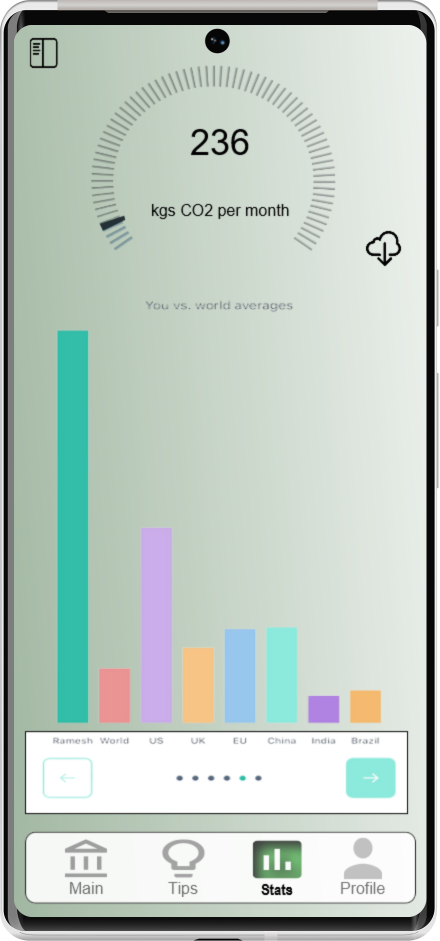 236
kgs CO2 per month
You vs. world averages
Ramesh World US UK EU China India Brazil
Main Tips Stats Profile